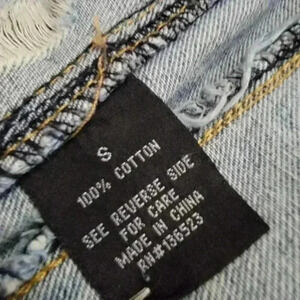 S
100% COTTON
SEE REVERSE SIDE
FOR CARE
MADE IN CHINA
RN# 136523